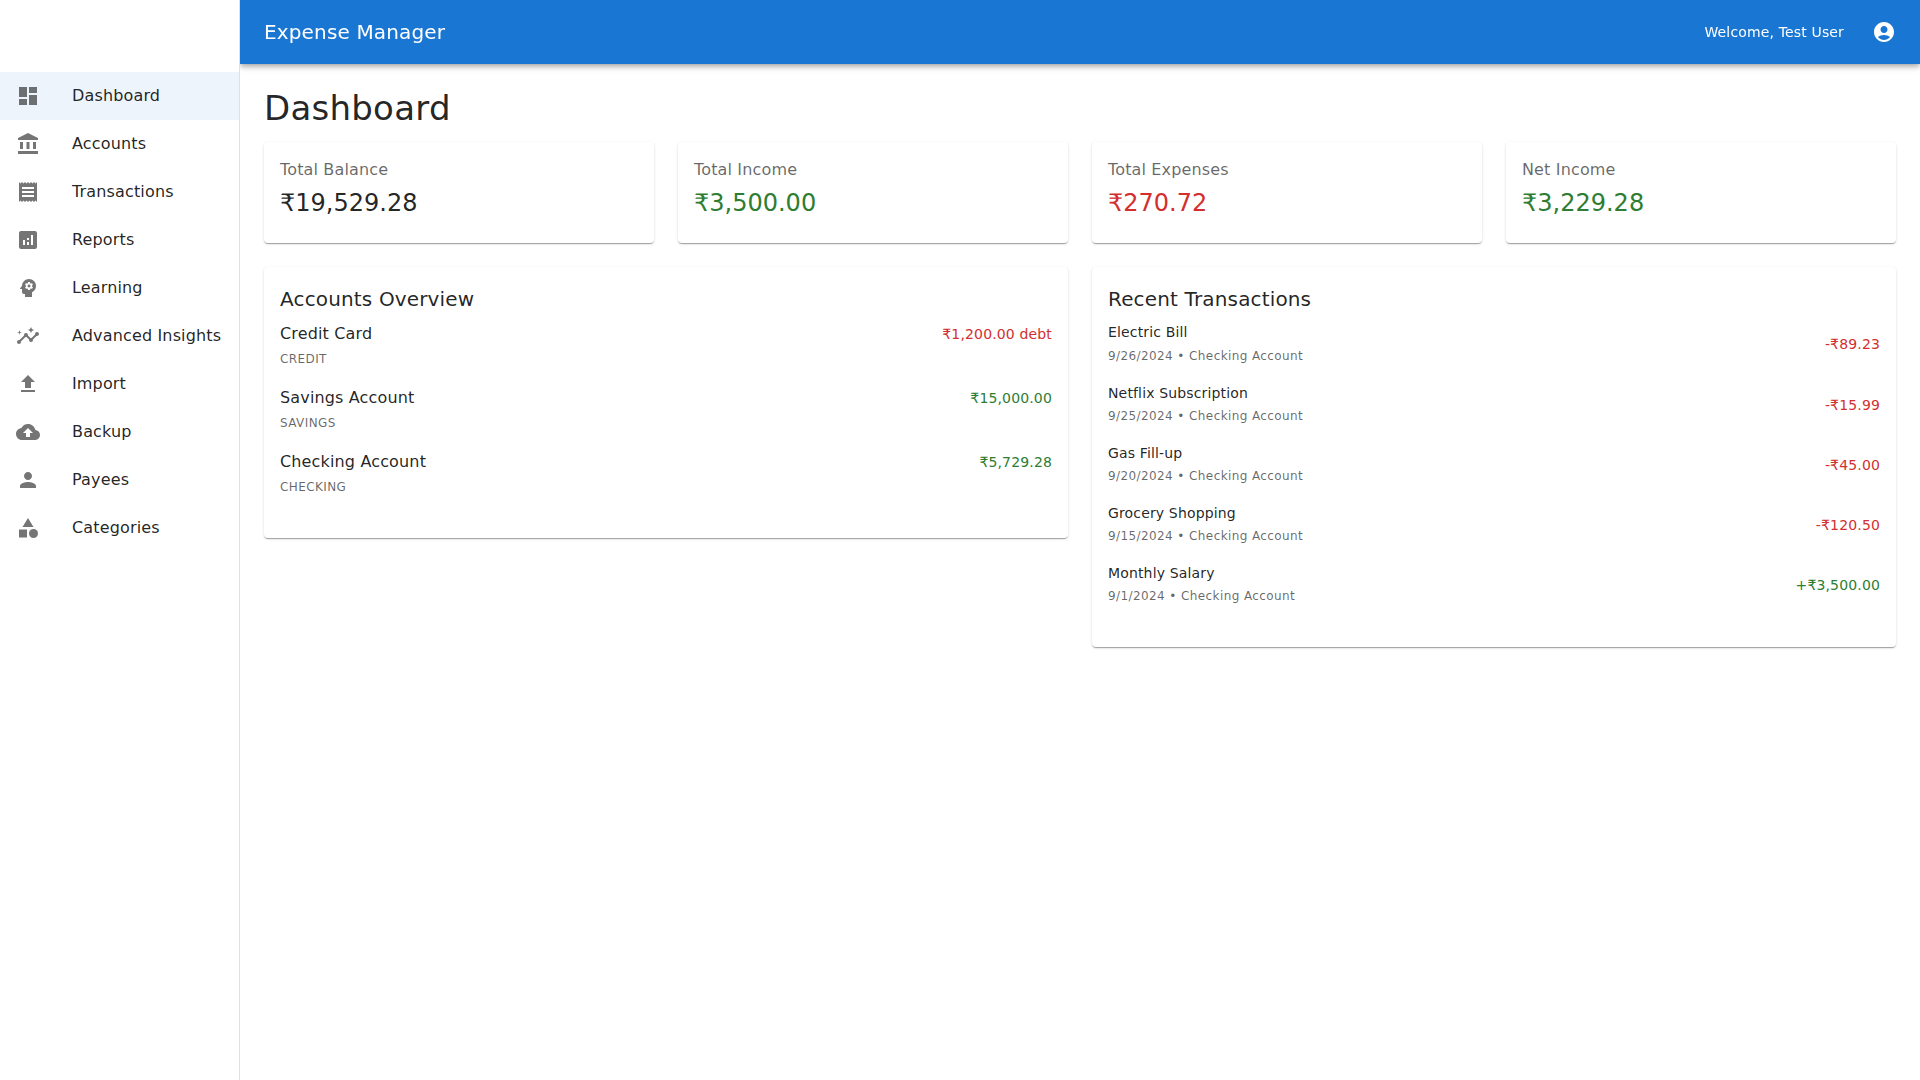 Expense Manager
Welcome, Test User
Dashboard
Accounts
Transactions
Reports
Learning
Advanced Insights
Import
Backup
Payees
Categories
Dashboard
Total Balance
₹19,529.28
Total Income
₹3,500.00
Total Expenses
₹270.72
Net Income
₹3,229.28
Accounts Overview
Credit Card
₹1,200.00 debt
CREDIT
Savings Account
₹15,000.00
SAVINGS
Checking Account
₹5,729.28
CHECKING
Recent Transactions
Electric Bill
9/26/2024 • Checking Account
-₹89.23
Netflix Subscription
9/25/2024 • Checking Account
-₹15.99
Gas Fill-up
9/20/2024 • Checking Account
-₹45.00
Grocery Shopping
9/15/2024 • Checking Account
-₹120.50
Monthly Salary
9/1/2024 • Checking Account
+₹3,500.00